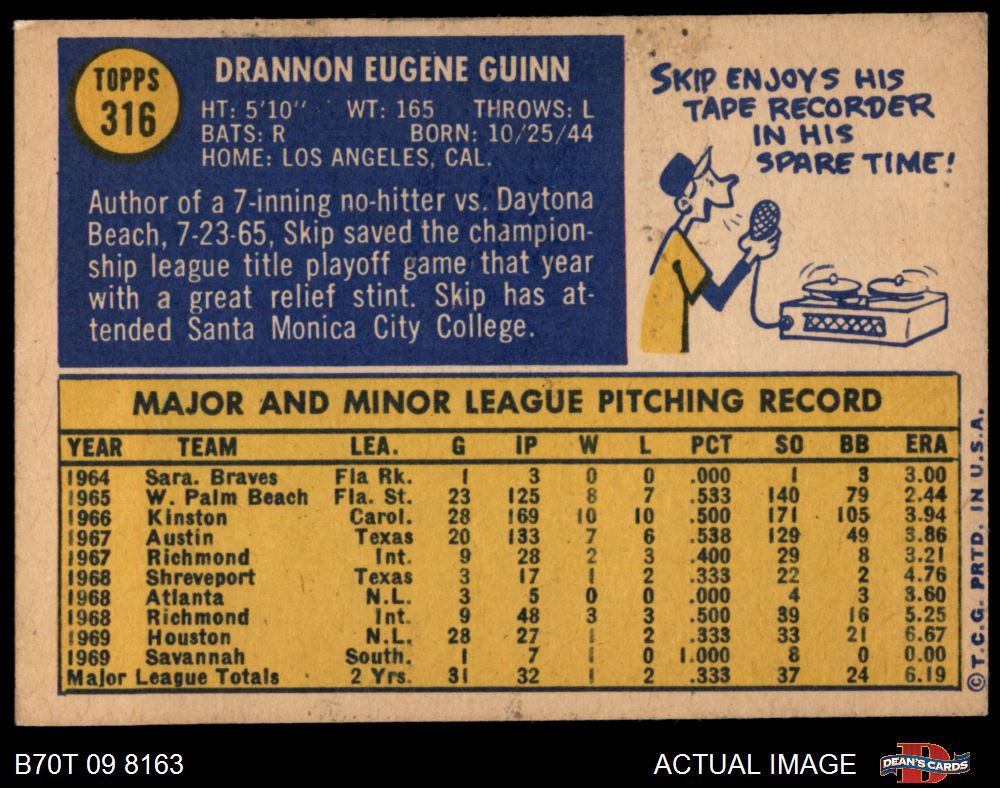 TOPPS
316
DRANNON EUGENE GUINN
HT: 5'10" WT: 165 THROWS: L
BATS: R BORN: 10/25/44
HOME: LOS ANGELES, CAL.
Author of a 7-inning no-hitter vs. Daytona
Beach, 7-23-65, Skip saved the champion-
ship league title playoff game that year
with a great relief stint. Skip has at-
tended Santa Monica City College.
SKIP ENJOYS HIS
TAPE RECORDER
IN HIS
SPARE TIME!
MAJOR AND MINOR LEAGUE PITCHING RECORD
YEAR TEAM LEA. G IP W L PCT SO BB ERA
1964 Sara. Braves Fla Rk. 1 3 0 0 .000 1 3 3.00
1965 W. Palm Beach Fla. St. 23 125 8 7 .533 140 79 2.44
1966 Kinston Carol. 28 169 10 10 .500 171 105 3.94
1967 Austin Texas 20 133 7 6 .538 129 49 3.86
1967 Richmond Int. 9 28 2 3 .400 29 8 3.21
1968 Shreveport Texas 3 17 1 2 .333 22 2 4.76
1968 Atlanta N.L. 3 5 0 0 .000 4 3 3.60
1968 Richmond Int. 9 48 3 3 .500 39 16 5.25
1969 Houston N.L. 28 27 1 2 .333 33 21 6.67
1969 Savannah South. 1 7 1 0 1.000 8 0 0.00
Major League Totals 2 Yrs. 31 32 1 2 .333 37 24 6.19
©T.C.G. PRTD. IN U.S.A.
B70T 09 8163
ACTUAL IMAGE
DEAN'S CARDS